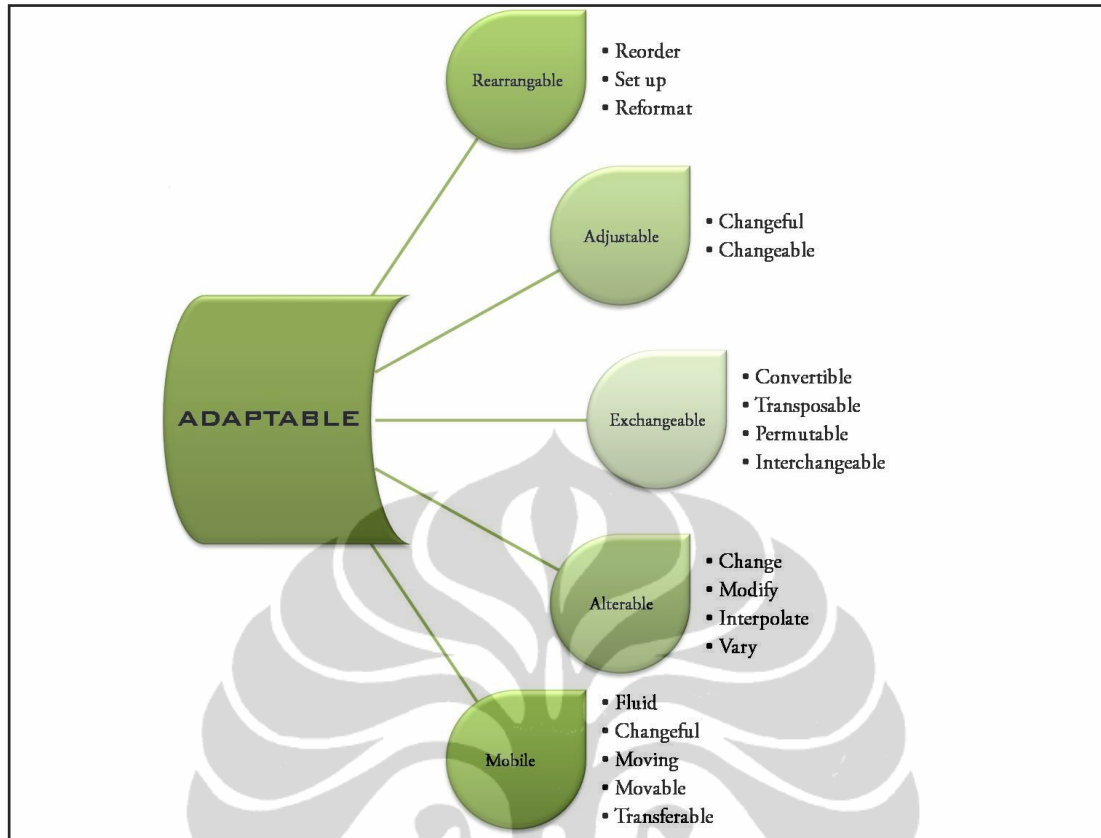 Rearrangable
▪ Reorder
▪ Set up
▪ Reformat
Adjustable
▪ Changeful
▪ Changeable
ADAPTABLE
Exchangeable
▪ Convertible
▪ Transposable
▪ Permutable
▪ Interchangeable
Alterable
▪ Change
▪ Modify
▪ Interpolate
▪ Vary
Mobile
▪ Fluid
▪ Changeful
▪ Moving
▪ Movable
▪ Transferable